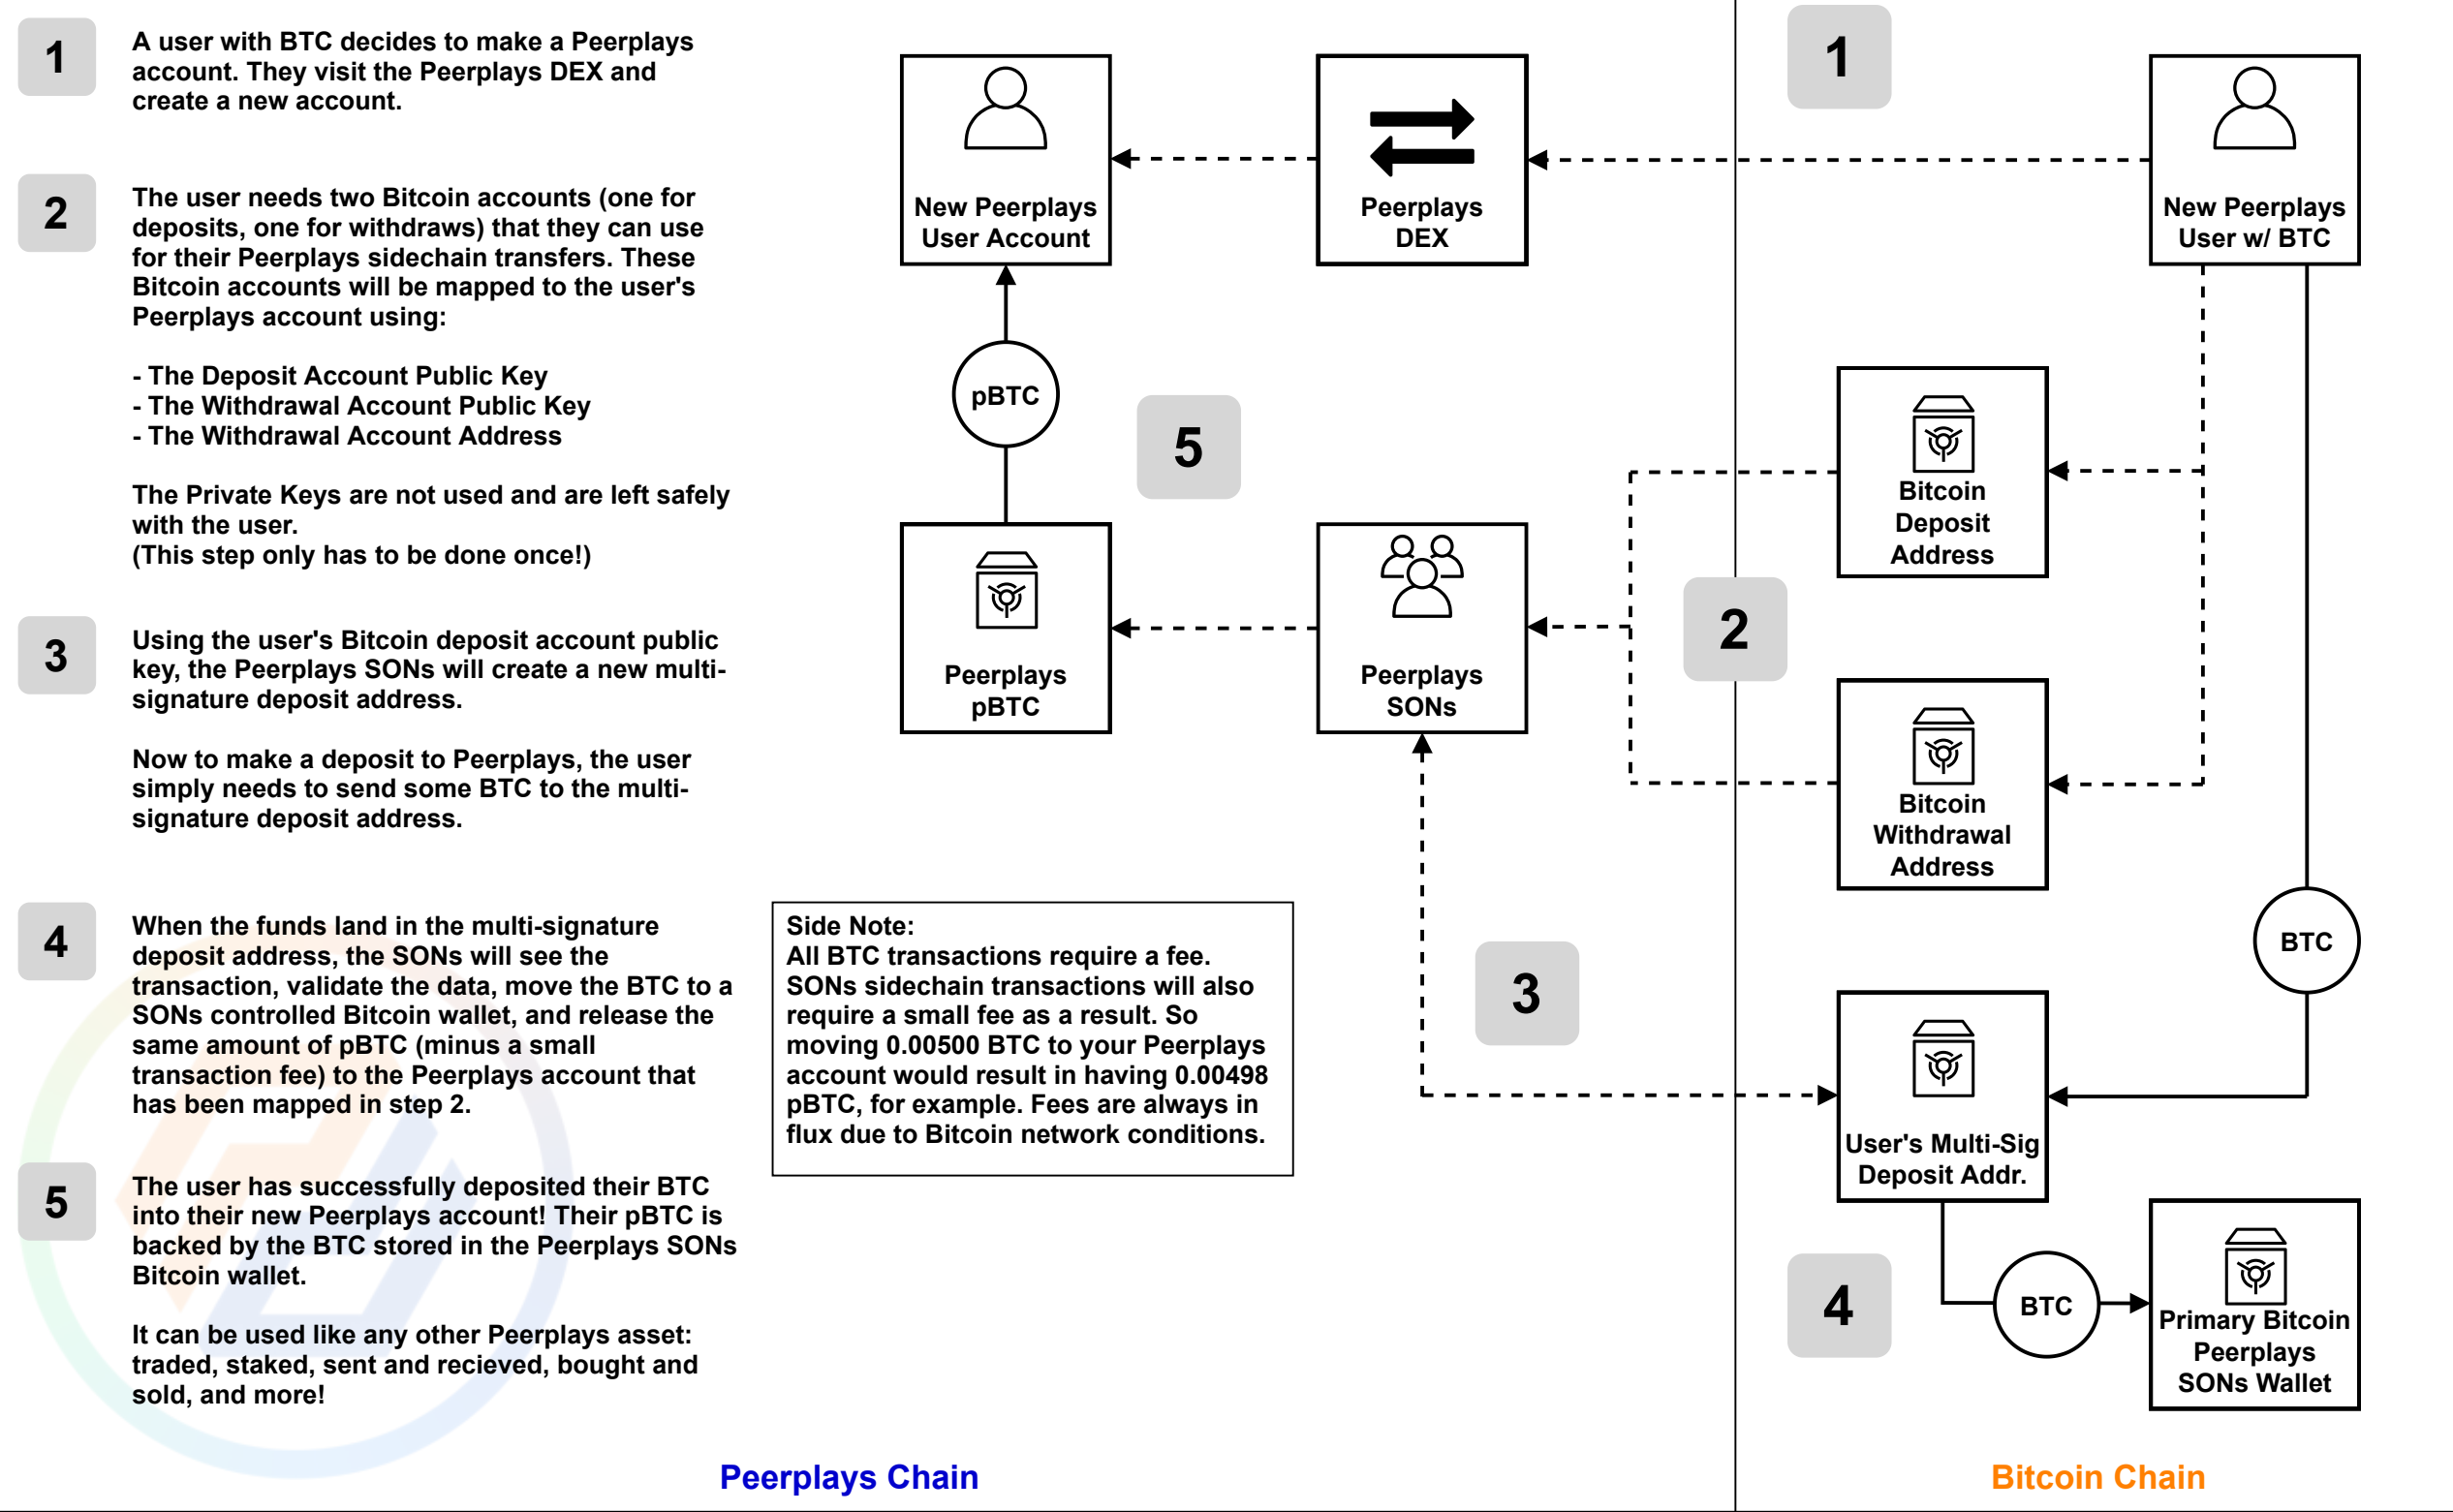 1
A user with BTC decides to make a Peerplays
account. They visit the Peerplays DEX and
create a new account.
2
The user needs two Bitcoin accounts (one for
deposits, one for withdraws) that they can use
for their Peerplays sidechain transfers. These
Bitcoin accounts will be mapped to the user's
Peerplays account using:
- The Deposit Account Public Key
- The Withdrawal Account Public Key
- The Withdrawal Account Address
The Private Keys are not used and are left safely
with the user.
(This step only has to be done once!)
3
Using the user's Bitcoin deposit account public
key, the Peerplays SONs will create a new multi-
signature deposit address.
Now to make a deposit to Peerplays, the user
simply needs to send some BTC to the multi-
signature deposit address.
4
When the funds land in the multi-signature
deposit address, the SONs will see the
transaction, validate the data, move the BTC to a
SONs controlled Bitcoin wallet, and release the
same amount of pBTC (minus a small
transaction fee) to the Peerplays account that
has been mapped in step 2.
5
The user has successfully deposited their BTC
into their new Peerplays account! Their pBTC is
backed by the BTC stored in the Peerplays SONs
Bitcoin wallet.
It can be used like any other Peerplays asset:
traded, staked, sent and recieved, bought and
sold, and more!
New Peerplays
User Account
Peerplays
DEX
1
New Peerplays
User w/ BTC
pBTC
5
Bitcoin
Deposit
Address
Peerplays
pBTC
Peerplays
SONs
2
Bitcoin
Withdrawal
Address
Side Note:
All BTC transactions require a fee.
SONs sidechain transactions will also
require a small fee as a result. So
moving 0.00500 BTC to your Peerplays
account would result in having 0.00498
pBTC, for example. Fees are always in
flux due to Bitcoin network conditions.
3
BTC
User's Multi-Sig
Deposit Addr.
4
BTC
Primary Bitcoin
Peerplays
SONs Wallet
Peerplays Chain
Bitcoin Chain